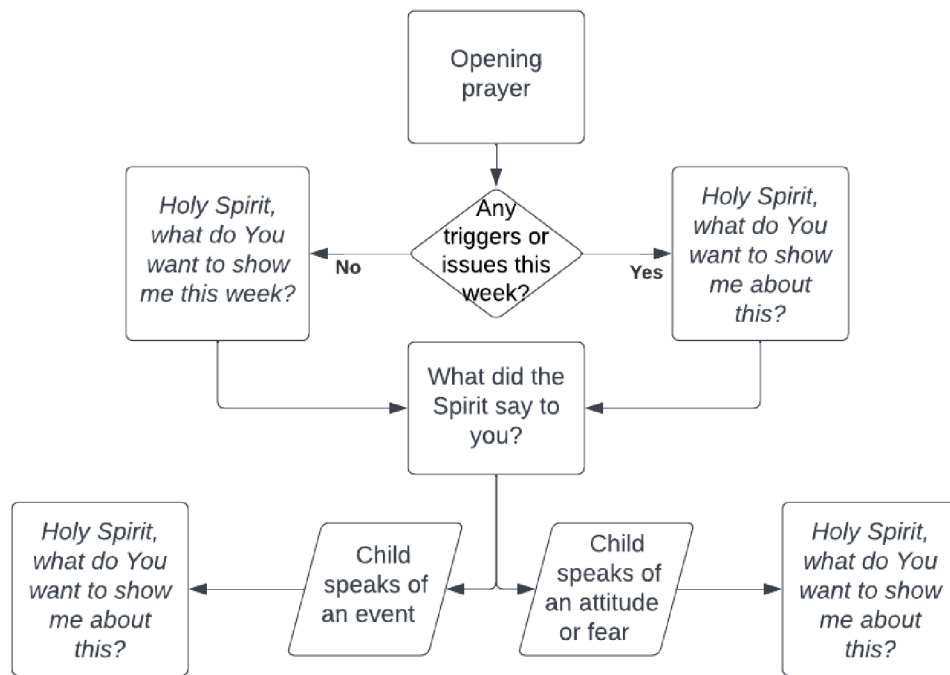 Opening
prayer
Holy Spirit,
what do You
want to show
me this week?
No
Any
triggers or
issues this
week?
Yes
Holy Spirit,
what do You
want to show
me about
this?
What did the
Spirit say to
you?
Holy Spirit,
what do You
want to show
me about
this?
Child
speaks of
an event
Child
speaks of
an attitude
or fear
Holy Spirit,
what do You
want to show
me about
this?